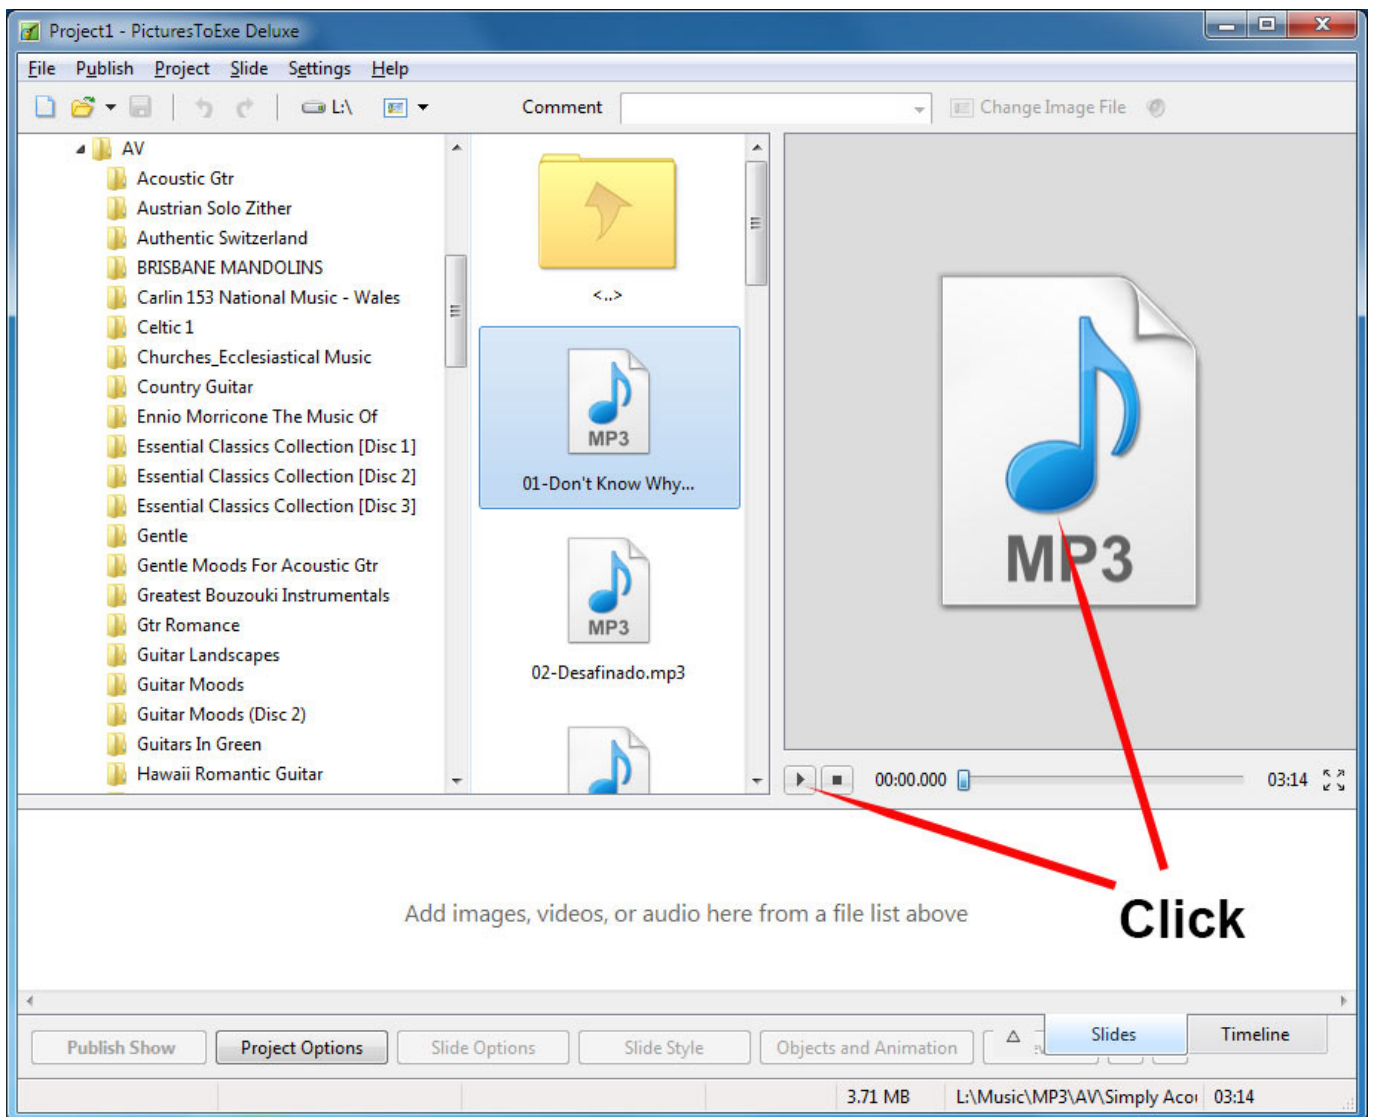 Project1 - PicturesToExe Deluxe
File Publish Project Slide Settings Help
L:\ Comment Change Image File
AV
Acoustic Gtr
Austrian Solo Zither
Authentic Switzerland
BRISBANE MANDOLINS
Carlin 153 National Music - Wales
Celtic 1
Churches_Ecclesiastical Music
Country Guitar
Ennio Morricone The Music Of
Essential Classics Collection [Disc 1]
Essential Classics Collection [Disc 2]
Essential Classics Collection [Disc 3]
Gentle
Gentle Moods For Acoustic Gtr
Greatest Bouzouki Instrumentals
Gtr Romance
Guitar Landscapes
Guitar Moods
Guitar Moods (Disc 2)
Guitars In Green
Hawaii Romantic Guitar
<..>
MP3
01-Don't Know Why...
MP3
02-Desafinado.mp3
MP3
00:00.000 03:14
Click
Add images, videos, or audio here from a file list above
Publish Show Project Options Slide Options Slide Style Objects and Animation Slides Timeline
3.71 MB L:\Music\MP3\AV\Simply 03:14